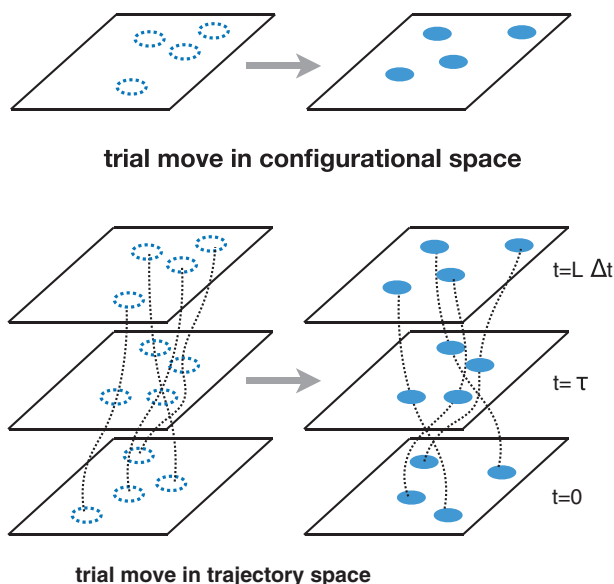 trial move in configurational space
t=L Δt
t= τ
t=0
trial move in trajectory space